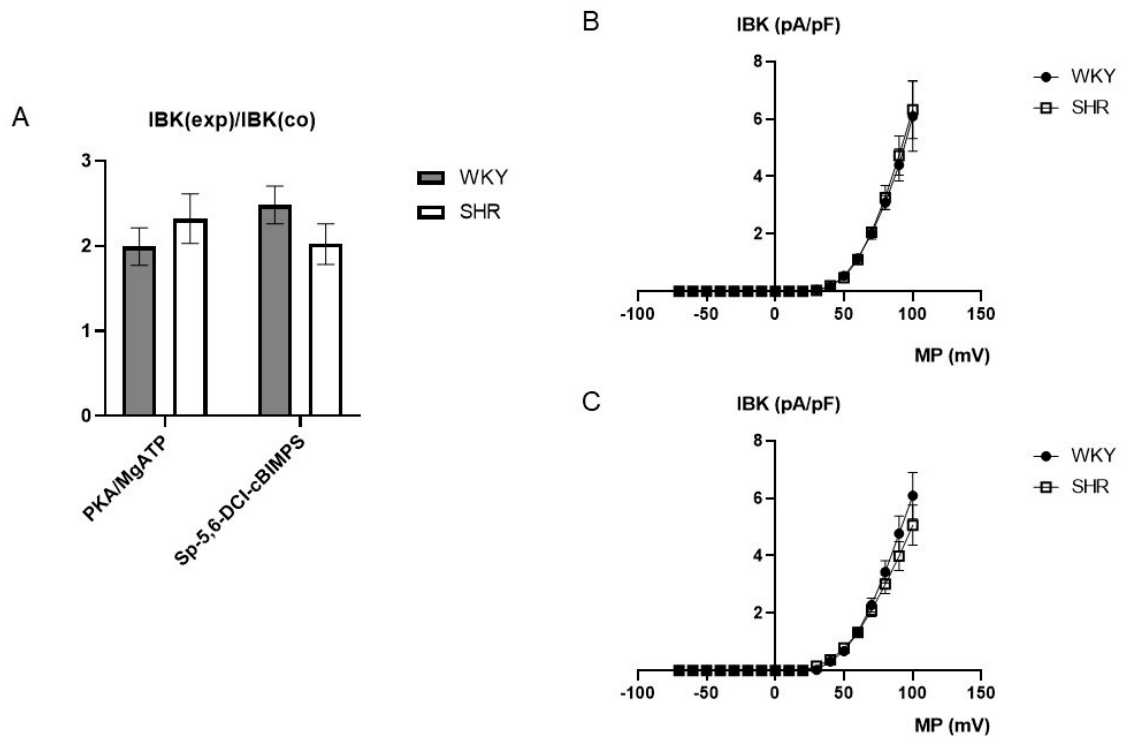 A
IBK(exp)/IBK(co)
3
2
1
0
PKA/MgATP
Sp-5,6-DCI-cBIMPS
WKY
SHR
B
IBK (pA/pF)
8
6
4
2
-100 -50 0 50 100 150
MP (mV)
WKY
SHR
C
IBK (pA/pF)
8
6
4
2
-100 -50 0 50 100 150
MP (mV)
WKY
SHR